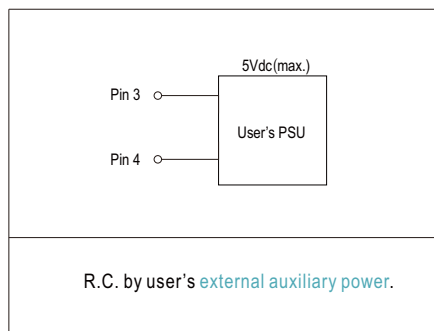 5Vdc(max.)
Pin 3
User's PSU
Pin 4
R.C. by user's external auxiliary power.